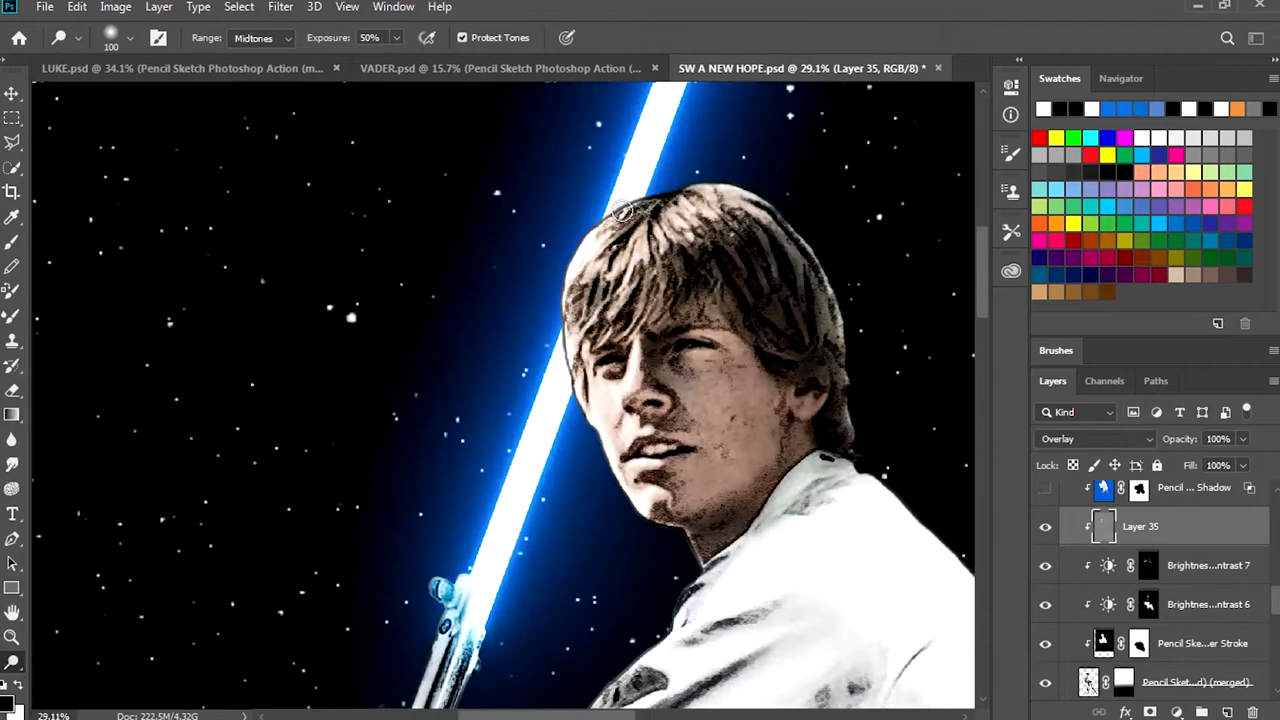 Ps File Edit Image Layer Type Select Filter 3D View Window Help
100 Range: Midtones Exposure: 50% Protect Tones
LUKE.psd @ 34.1% (Pencil Sketch Photoshop Action (m... × VADER.psd @ 15.7% (Pencil Sketch Photoshop Action (... × SW A NEW HOPE.psd @ 29.1% (Layer 35, RGB/8) * ×
Swatches Navigator
Brushes
Layers Channels Paths
Kind
Overlay Opacity: 100%
Lock: Fill: 100%
Pencil ... Shadow
Layer 35
Brightnes...ntrast 7
Brightnes...ntrast 6
Pencil Ske...er Stroke
Pencil Sket...d) (merged)
29.11% Doc: 222.5M/4.32G